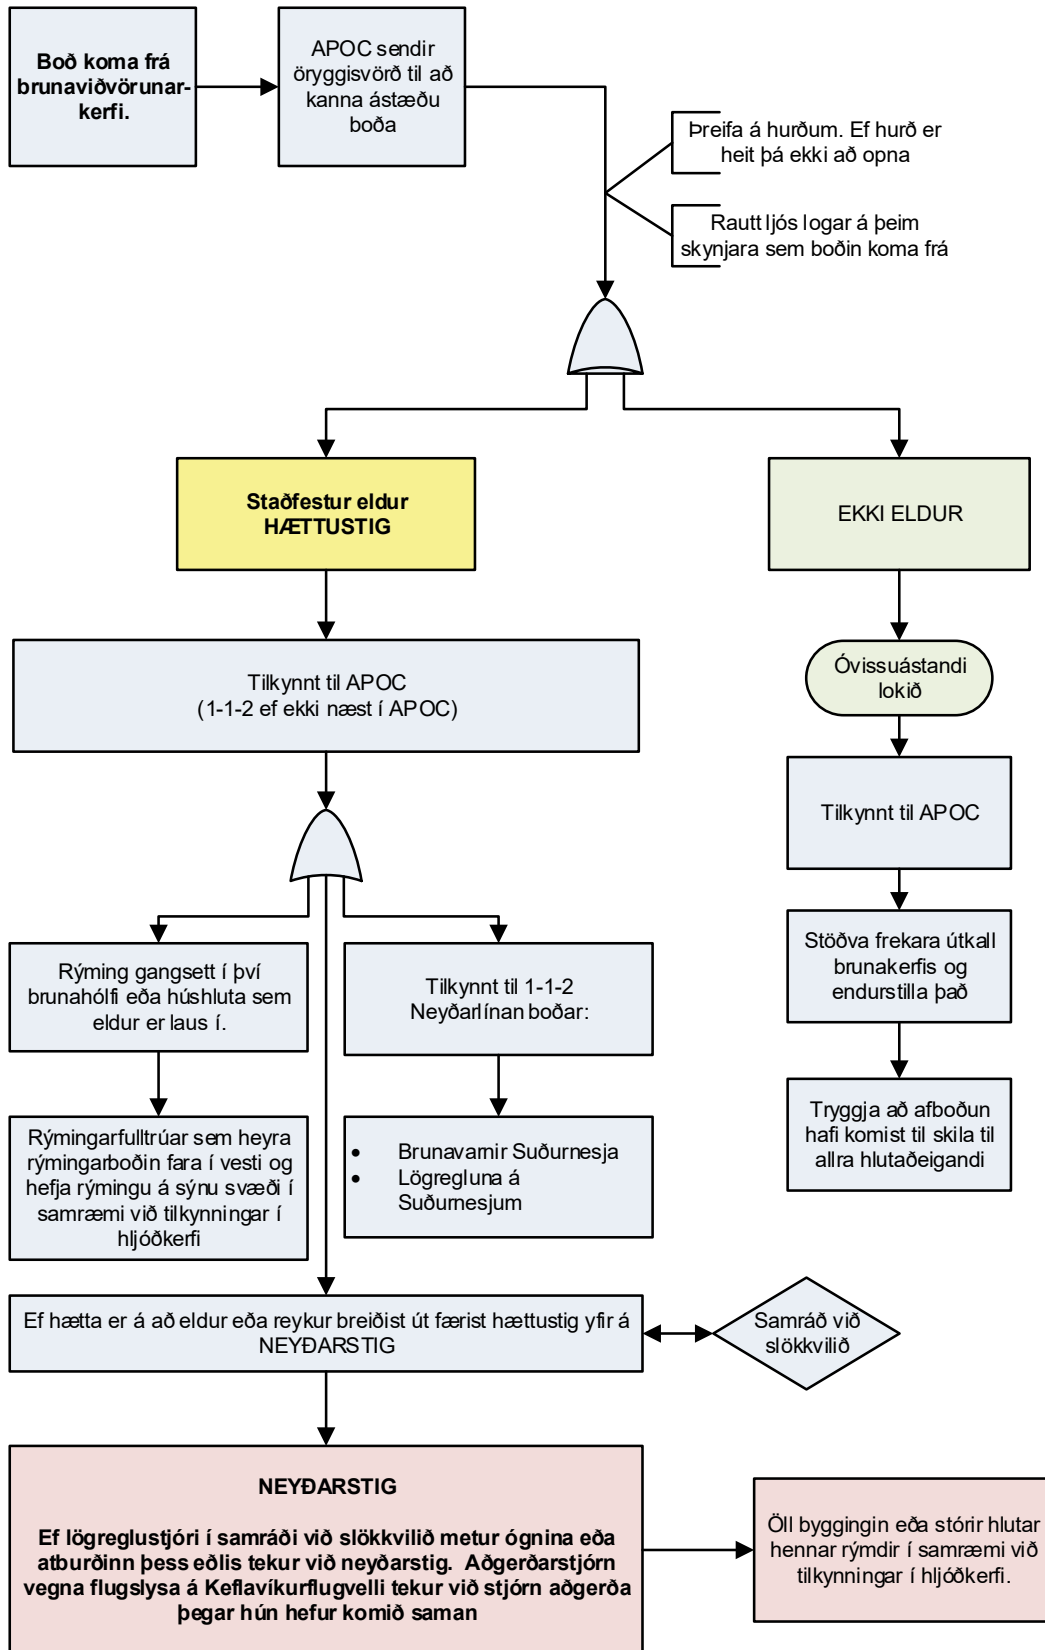 Boð koma frá
brunaviðvörunar-
kerfi.
APOC sendir
öryggisvörð til að
kanna ástæðu
boða
Þreifa á hurðum. Ef hurð er
heit þá ekki að opna
Rautt ljós logar á þeim
skynjara sem boðin koma frá
Staðfestur eldur
HÆTTUSTIG
EKKI ELDUR
Tilkynnt til APOC
(1-1-2 ef ekki næst í APOC)
Óvissuástandi
lokið
Tilkynnt til APOC
Stöðva frekara útkall
brunakerfis og
endurstilla það
Tryggja að afboðun
hafi komist til skila til
allra hlutaðeigandi
Rýming gangsett í því
brunahólfi eða húshluta sem
eldur er laus í.
Tilkynnt til 1-1-2
Neyðarlínan boðar:
Rýmingarfulltrúar sem heyra
rýmingarboðin fara í vesti og
hefja rýmingu á sýnu svæði í
samræmi við tilkynningar í
hljóðkerfi
• Brunavarnir Suðurnesja
• Lögregluna á
Suðurnesjum
Ef hætta er á að eldur eða reykur breiðist út færist hættustig yfir á
NEYÐARSTIG
Samráð við
slökkvilið
NEYÐARSTIG
Ef lögreglustjóri í samráði við slökkvilið metur ógnina eða
atburðinn þess eðlis tekur við neyðarstig. Aðgerðarstjórn
vegna flugslysa á Keflavíkurflugvelli tekur við stjórn aðgerða
þegar hún hefur komið saman
Öll byggingin eða stórir hlutar
hennar rýmdir í samræmi við
tilkynningar í hljóðkerfi.